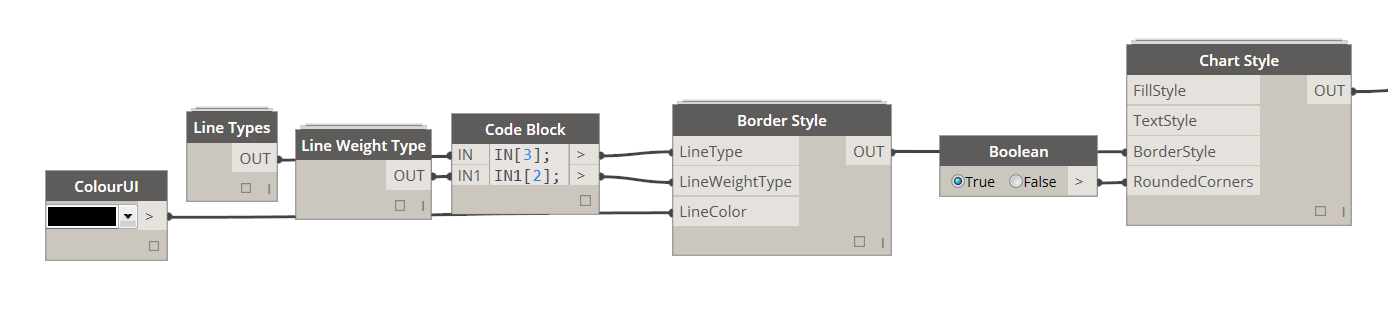 ColourUI
>
Line Types
OUT
Line Weight Type
OUT
Code Block
IN IN[3]; >
IN1 IN1[2]; >
Border Style
LineType OUT
LineWeightType
LineColor
Boolean
True False >
Chart Style
FillStyle OUT
TextStyle
BorderStyle
RoundedCorners